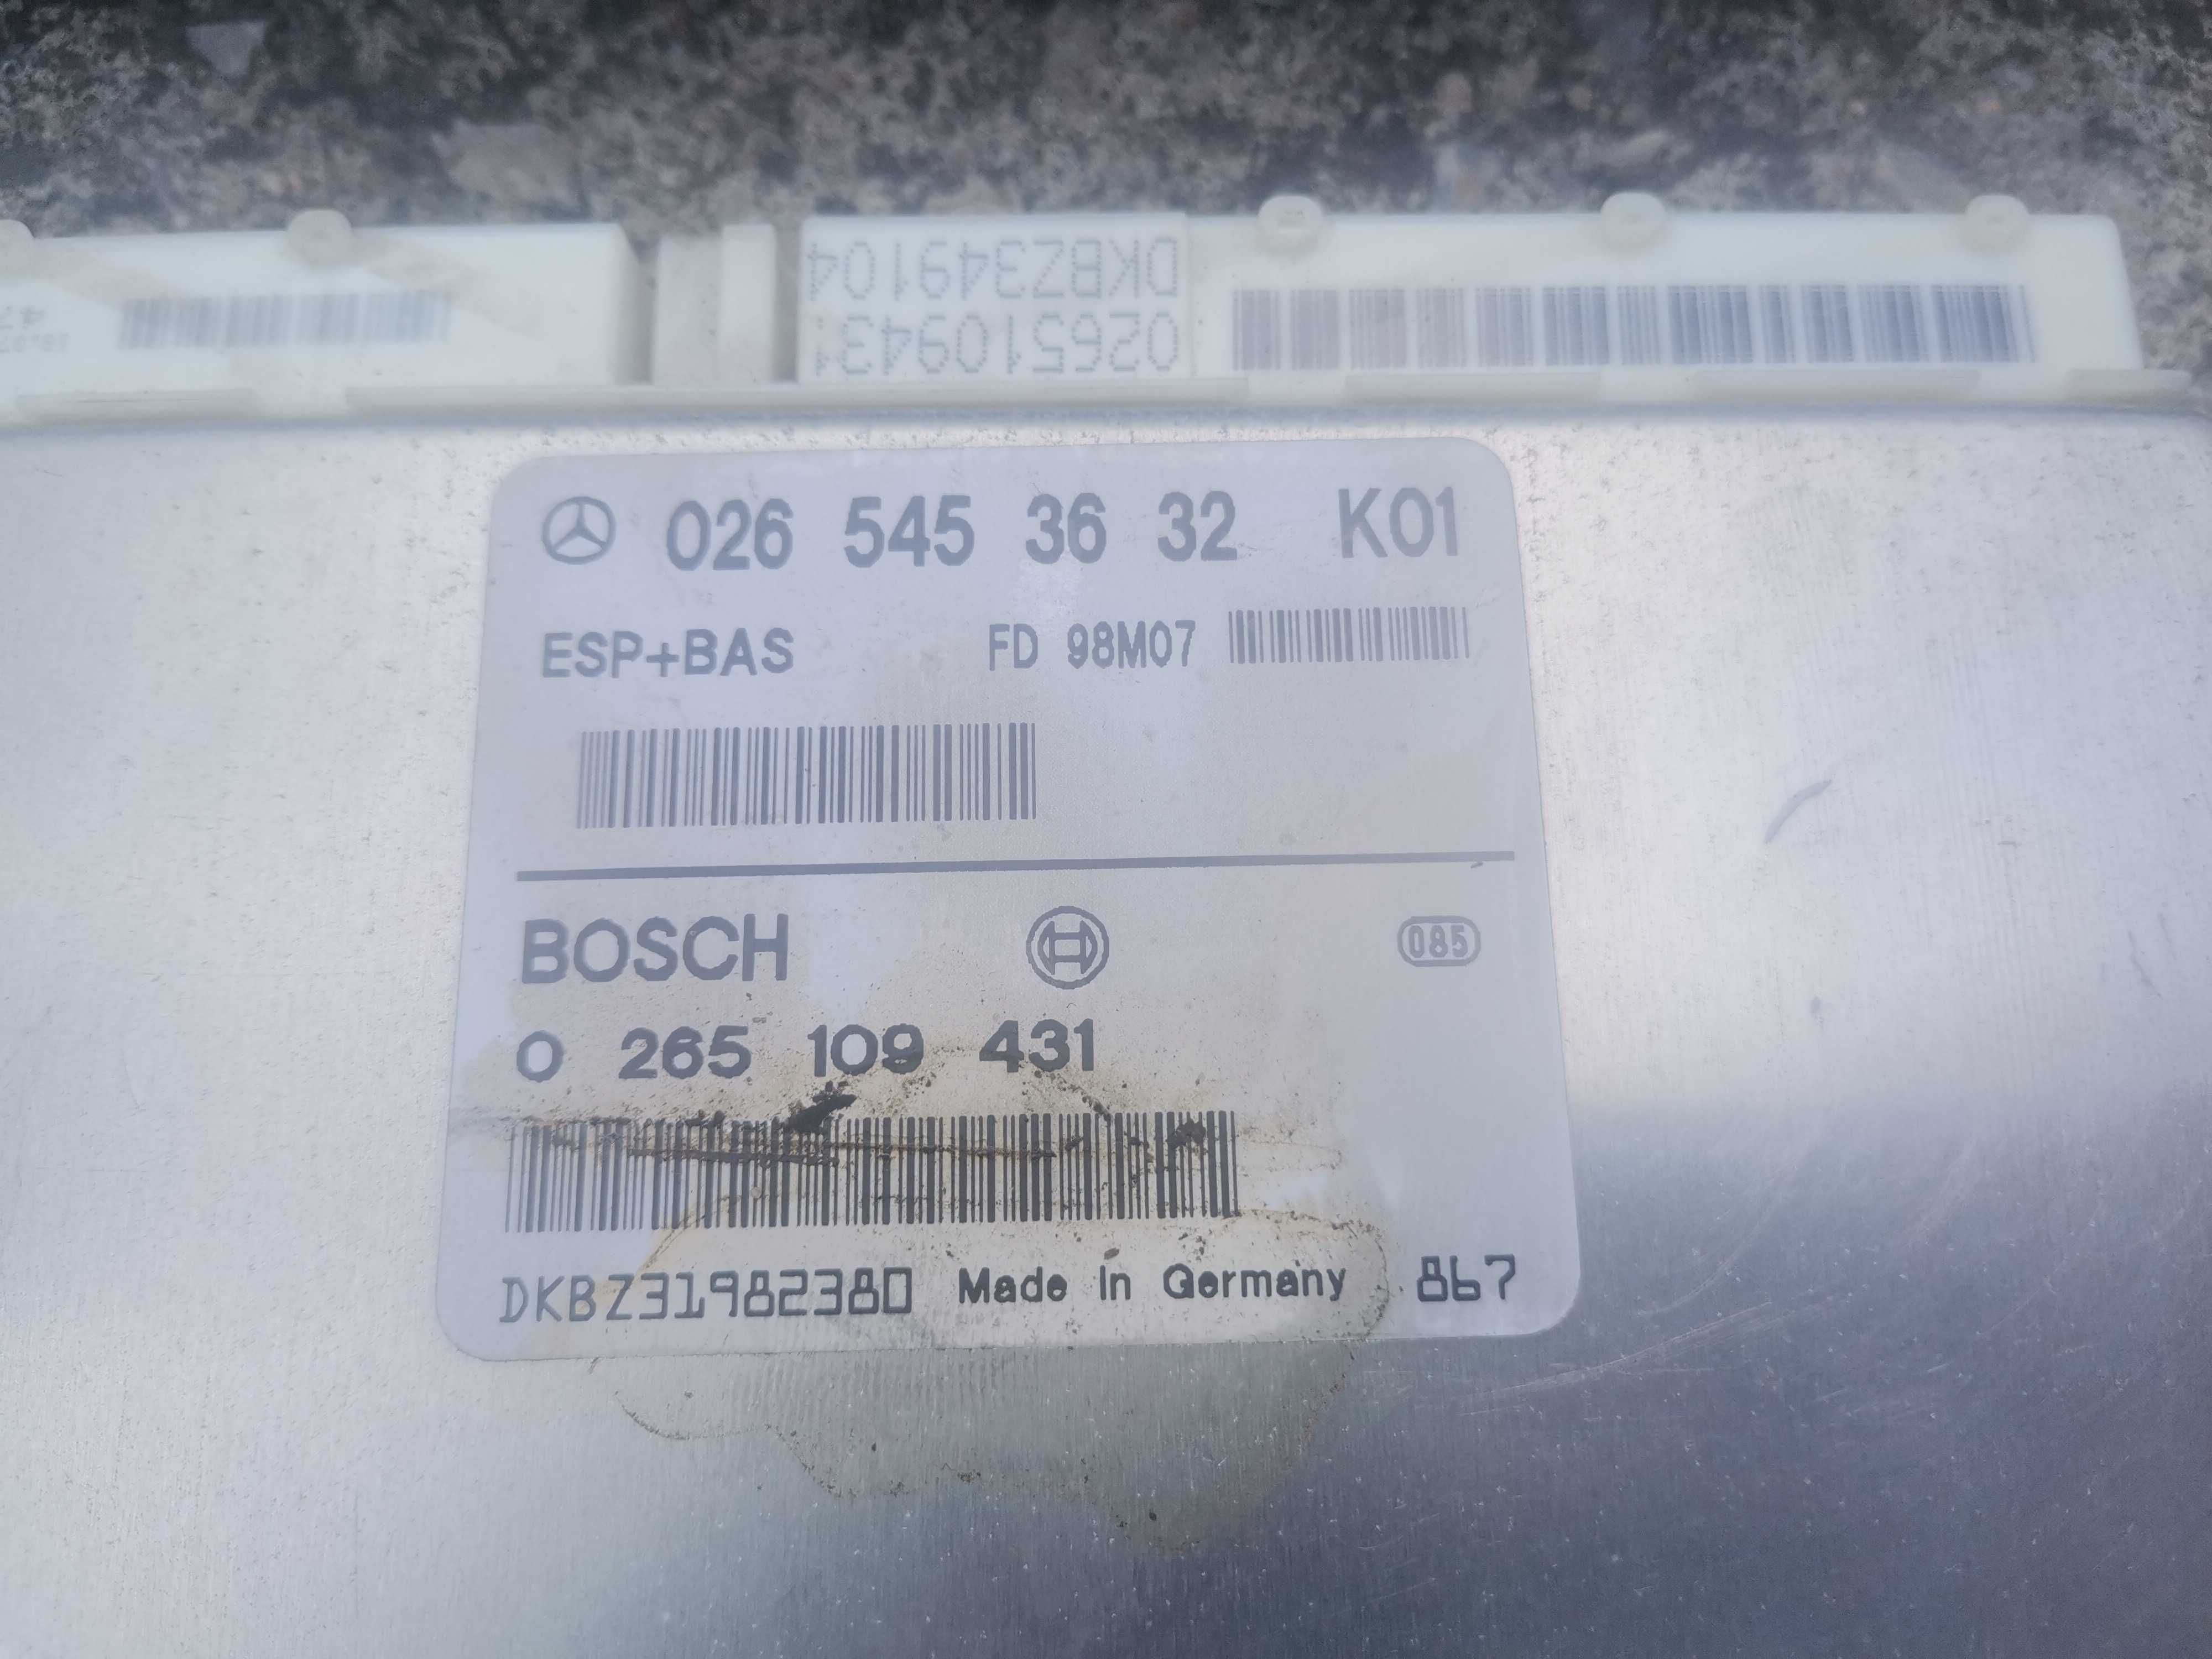 DKBZ349104
0265109431
026 545 36 32 K01
ESP+BAS FD 98M07
BOSCH 085
0 265 109 431
DKBZ31982380 Made in Germany 867